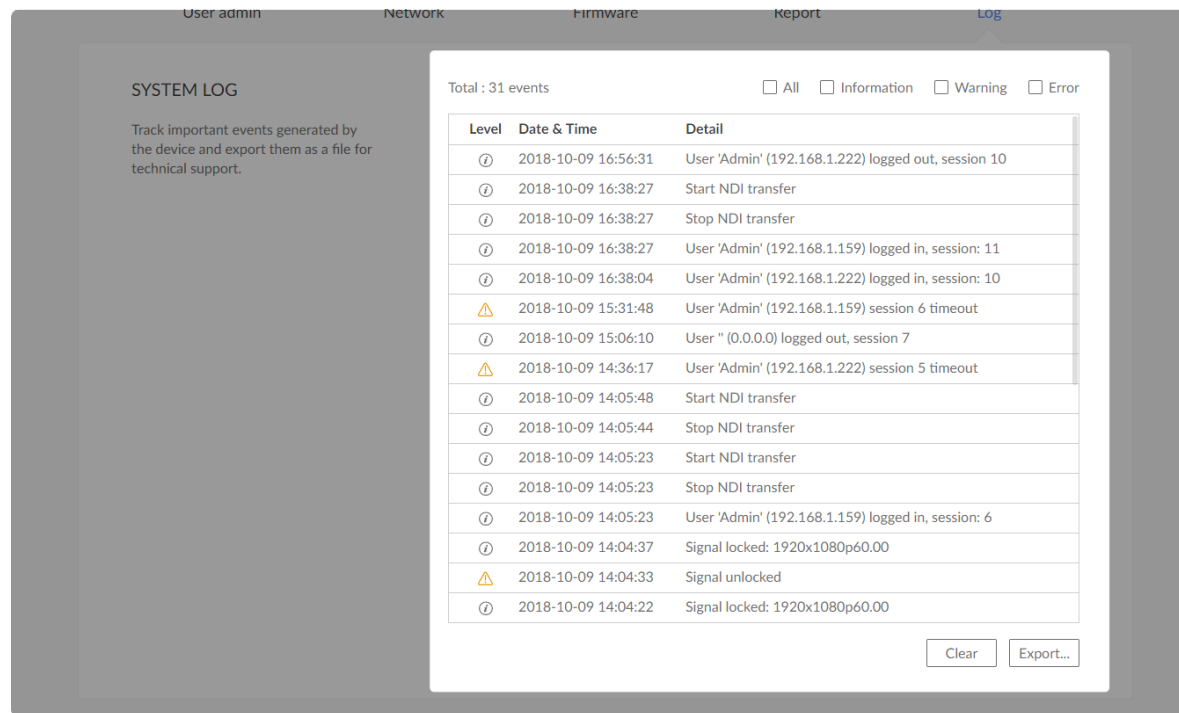 User admin Network Firmware Report Log
SYSTEM LOG
Track important events generated by
the device and export them as a file for
technical support.
Total : 31 events All Information Warning Error
Level Date & Time Detail
2018-10-09 16:56:31 User 'Admin' (192.168.1.222) logged out, session 10
2018-10-09 16:38:27 Start NDI transfer
2018-10-09 16:38:27 Stop NDI transfer
2018-10-09 16:38:27 User 'Admin' (192.168.1.159) logged in, session: 11
2018-10-09 16:38:04 User 'Admin' (192.168.1.222) logged in, session: 10
2018-10-09 15:31:48 User 'Admin' (192.168.1.159) session 6 timeout
2018-10-09 15:06:10 User '' (0.0.0.0) logged out, session 7
2018-10-09 14:36:17 User 'Admin' (192.168.1.222) session 5 timeout
2018-10-09 14:05:48 Start NDI transfer
2018-10-09 14:05:44 Stop NDI transfer
2018-10-09 14:05:23 Start NDI transfer
2018-10-09 14:05:23 Stop NDI transfer
2018-10-09 14:05:23 User 'Admin' (192.168.1.159) logged in, session: 6
2018-10-09 14:04:37 Signal locked: 1920x1080p60.00
2018-10-09 14:04:33 Signal unlocked
2018-10-09 14:04:22 Signal locked: 1920x1080p60.00
Clear Export...